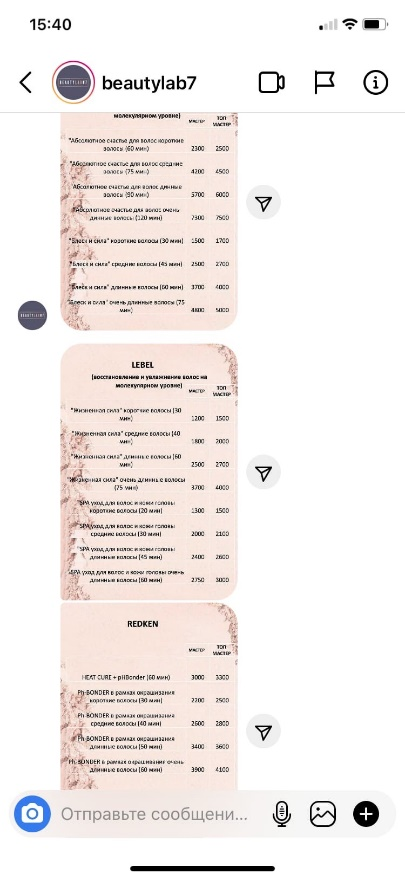 15:40
beautylab7
молекулярном уровне)
МАСТЕР
ТОП
МАСТЕР
"Абсолютное счастье для волос короткие
волосы (60 мин) 2300 2500
"Абсолютное счастье для волос средние
волосы (75 мин) 4200 4500
"Абсолютное счастье для волос длинные
волосы (90 мин) 5700 6000
"Абсолютное счастье для волос очень
длинные волосы (120 мин) 7300 7500
"Блеск и сила" короткие волосы (30 мин) 1500 1700
"Блеск и сила" средние волосы (45 мин) 2500 2700
"Блеск и сила" длинные волосы (60 мин) 3700 4000
"Блеск и сила" очень длинные волосы (75
мин) 4800 5000
LEBEL
(восстановление и увлажнение волос на
молекулярном уровне)
МАСТЕР
ТОП
МАСТЕР
"Жизненная сила" короткие волосы (30
мин) 1200 1500
"Жизненная сила" средние волосы (40
мин) 1800 2000
"Жизненная сила" длинные волосы (60
мин) 2500 2700
"Жизненная сила" очень длинные волосы
(75 мин) 3700 4000
"SPA уход для волос и кожи головы
короткие волосы (20 мин) 1300 1500
"SPA уход для волос и кожи головы
средние волосы (30 мин) 2000 2100
"SPA уход для волос и кожи головы
длинные волосы (45 мин) 2400 2600
"SPA уход для волос и кожи головы очень
длинные волосы (60 мин) 2750 3000
REDKEN
МАСТЕР
ТОП
МАСТЕР
HEAT CURE + pHBonder (60 мин) 3000 3300
Ph-BONDER в рамках окрашивания
короткие волосы (30 мин) 2200 2500
Ph-BONDER в рамках окрашивания
средние волосы (40 мин) 2600 2800
Ph-BONDER в рамках окрашивания
длинные волосы (50 мин) 3400 3600
Ph-BONDER в рамках окрашивания очень
длинные волосы (60 мин) 3900 4100
Отправьте сообщени...